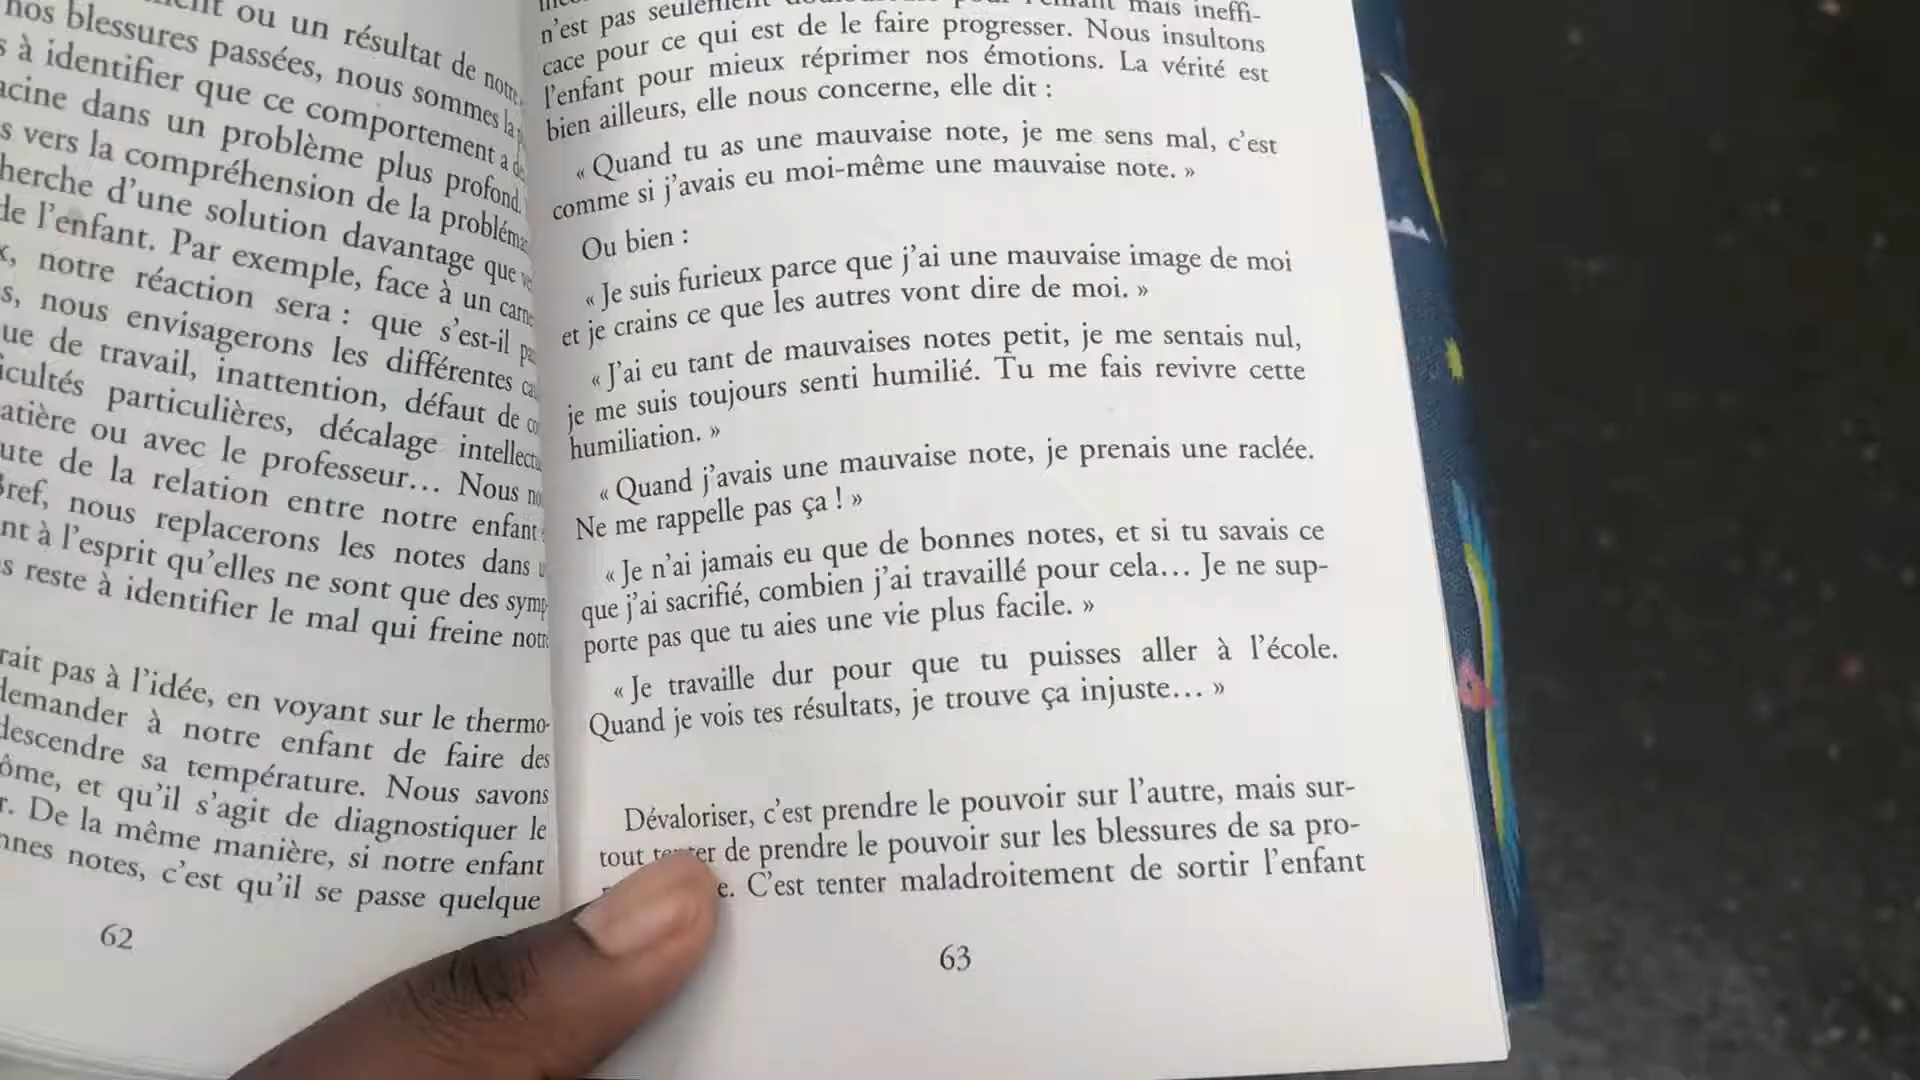 ou un résultat de
nos blessures passées, nous sommes la
à identifier que ce comportement a
dans un problème plus profond.
vers la compréhension de la
d'une solution davantage que
de l'enfant. Par exemple, face à un
notre réaction sera : que s'est-il
nous envisagerons les différentes
de travail, inattention, défaut de
particulières, décalage
ou avec le professeur... Nous
de la relation entre notre enfant
nous replacerons les notes dans
à l'esprit qu'elles ne sont que des
reste à identifier le mal qui freine
pas à l'idée, en voyant sur le thermo-
demander à notre enfant de faire des
descendre sa température. Nous savons
et qu'il s'agit de diagnostiquer le
De la même manière, si notre enfant
notes, c'est qu'il se passe quelque
62
n'est pas seulement mais ineffi-
cace pour ce qui est de le faire progresser. Nous insultons
l'enfant pour mieux réprimer nos émotions. La vérité est
bien ailleurs, elle nous concerne, elle dit :
« Quand tu as une mauvaise note, je me sens mal, c'est
comme si j'avais eu moi-même une mauvaise note. »
Ou bien :
« Je suis furieux parce que j'ai une mauvaise image de moi
et je crains ce que les autres vont dire de moi. »
« J'ai eu tant de mauvaises notes petit, je me sentais nul,
je me suis toujours senti humilié. Tu me fais revivre cette
humiliation. »
« Quand j'avais une mauvaise note, je prenais une raclée.
Ne me rappelle pas ça ! »
« Je n'ai jamais eu que de bonnes notes, et si tu savais ce
que j'ai sacrifié, combien j'ai travaillé pour cela... Je ne sup-
porte pas que tu aies une vie plus facile. »
« Je travaille dur pour que tu puisses aller à l'école.
Quand je vois tes résultats, je trouve ça injuste... »
Dévaloriser, c'est prendre le pouvoir sur l'autre, mais sur-
tout tenter de prendre le pouvoir sur les blessures de sa pro-
C'est tenter maladroitement de sortir l'enfant
63